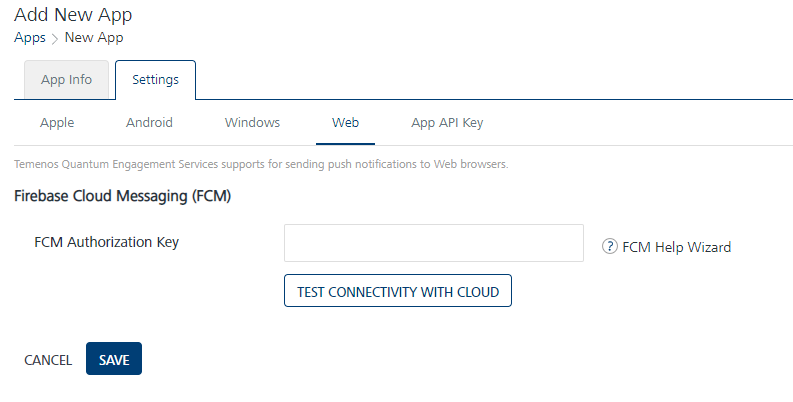 Add New App
Apps > New App
App Info Settings
Apple Android Windows Web App API Key
Temenos Quantum Engagement Services supports for sending push notifications to Web browsers.
Firebase Cloud Messaging (FCM)
FCM Authorization Key
? FCM Help Wizard
TEST CONNECTIVITY WITH CLOUD
CANCEL SAVE